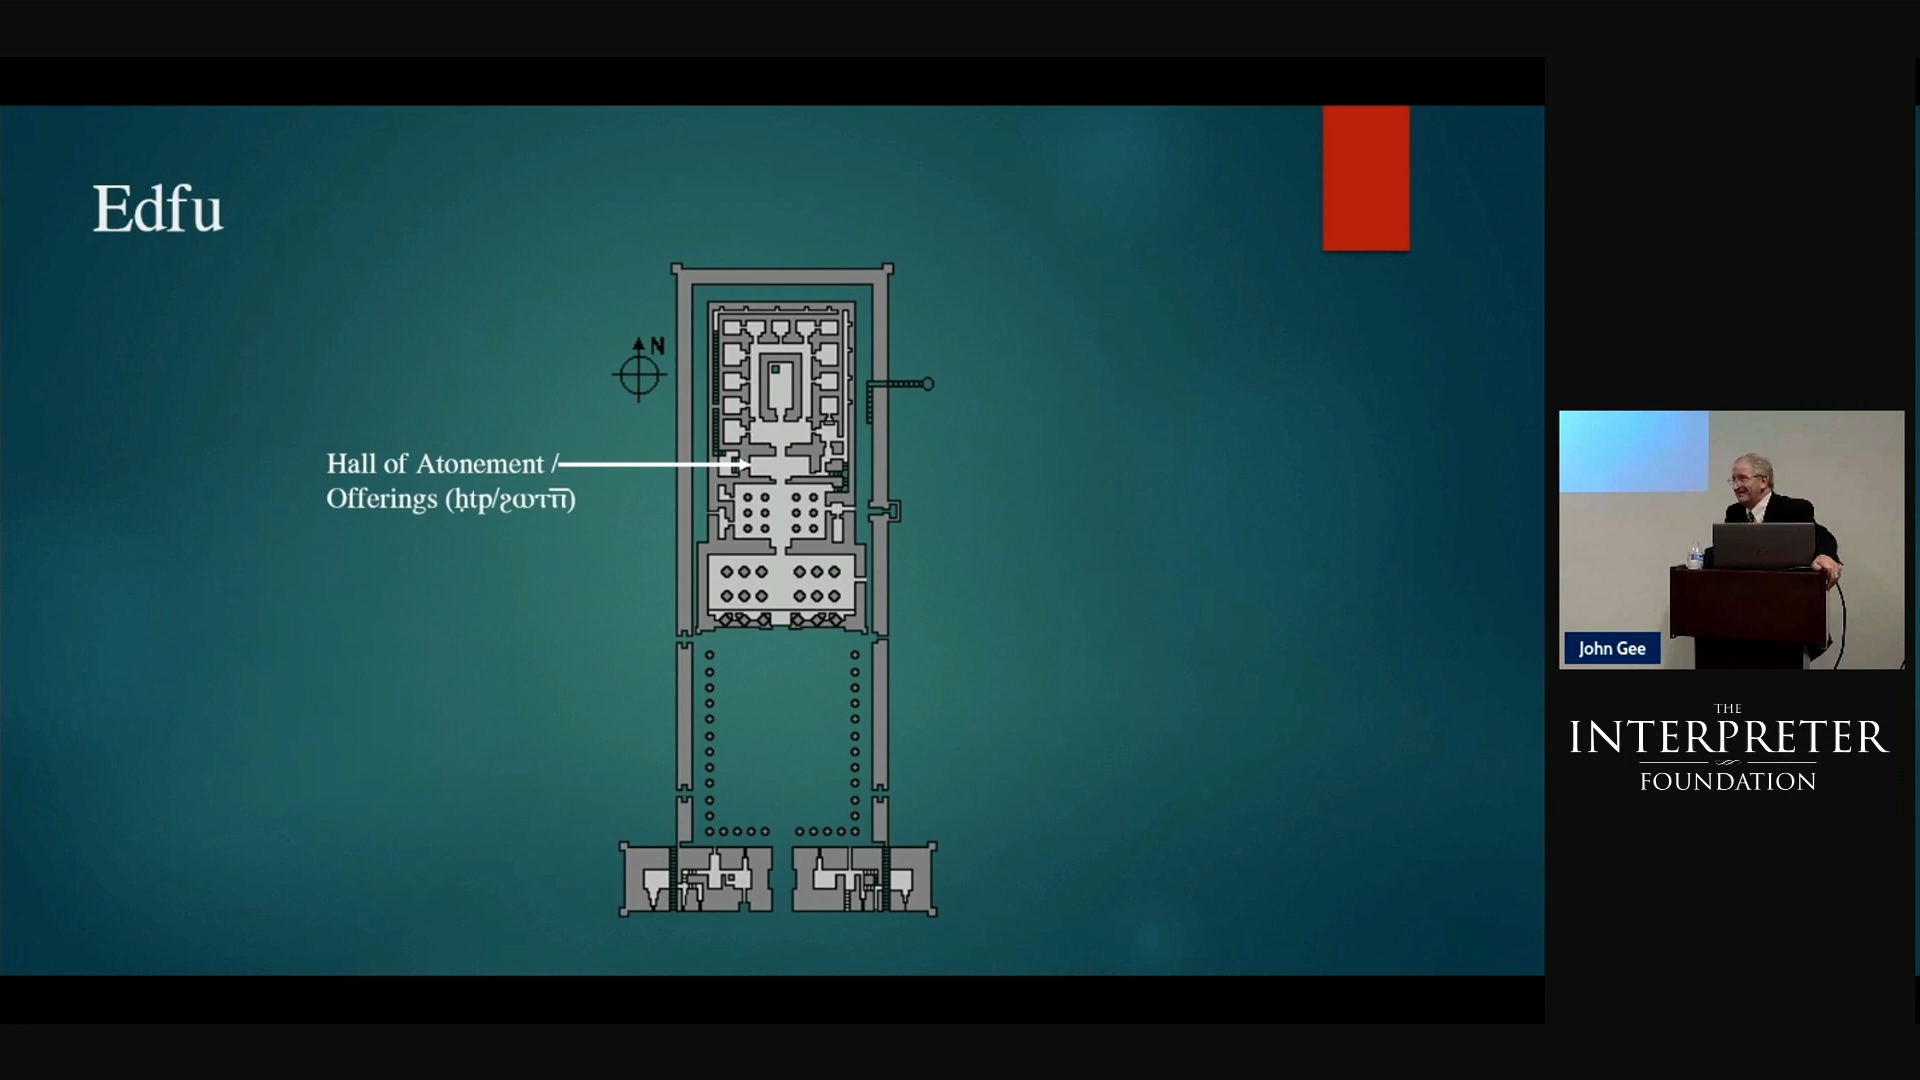 Edfu
N
Hall of Atonement /
Offerings (ḥtp/ϩⲱⲧⲡ̅)
John Gee
THE
INTERPRETER
FOUNDATION